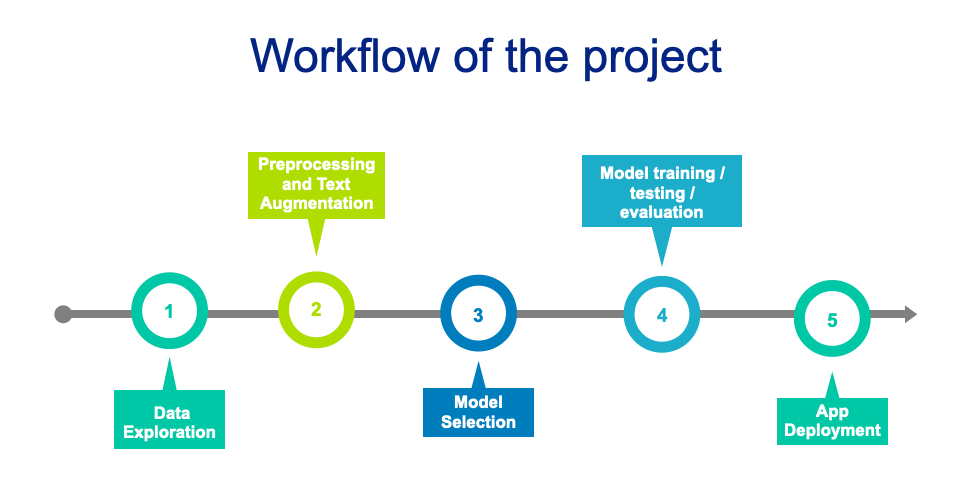 Workflow of the project
Preprocessing
and Text
Augmentation
Model training /
testing /
evaluation
1
2
3
4
5
Data
Exploration
Model
Selection
App
Deployment